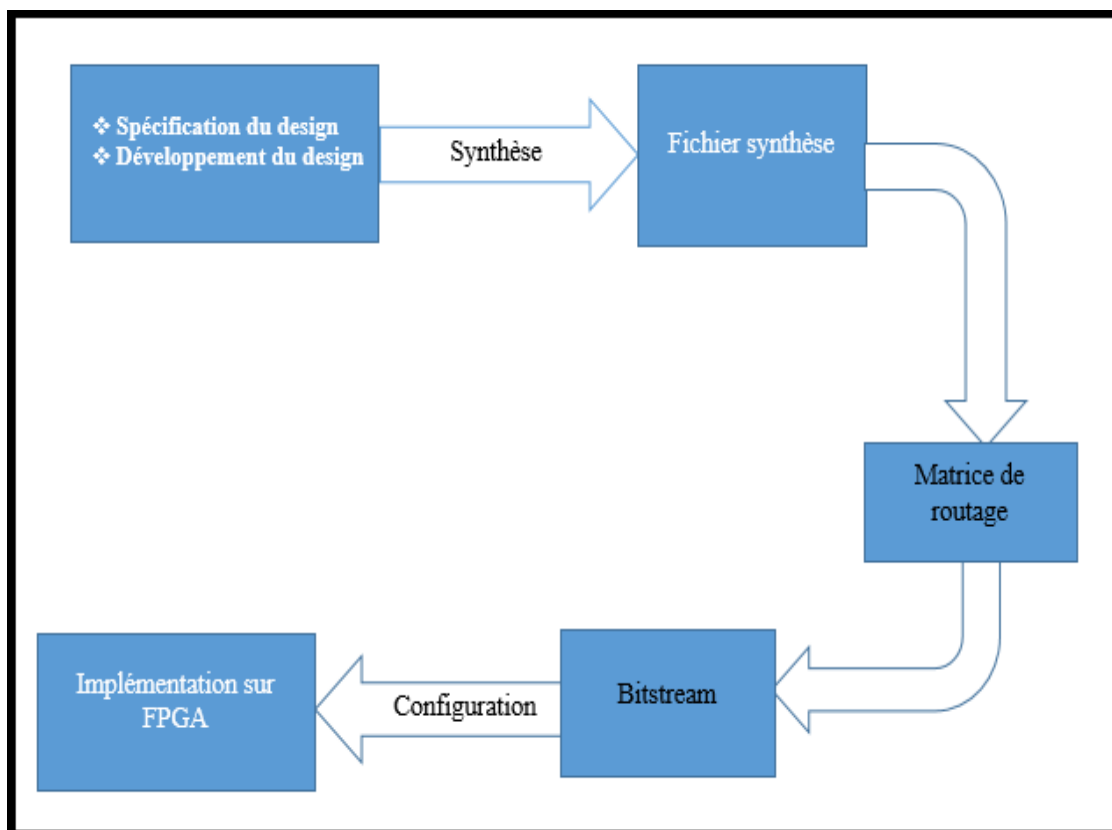 ❖ Spécification du design
❖ Développement du design
Synthèse
Fichier synthèse
Matrice de
routage
Bitstream
Configuration
Implémentation sur
FPGA